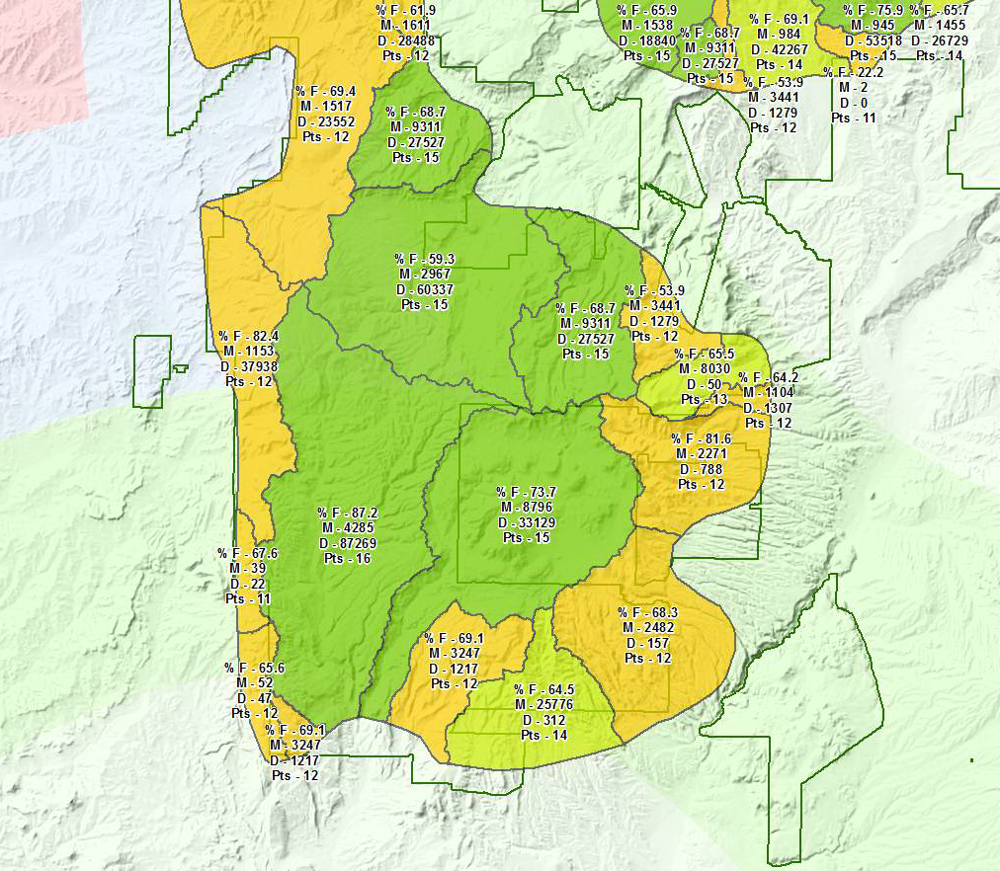 % F - 61.9
M - 1611
D - 28488
Pts - 12
% F - 65.9
M - 1538
D - 18840
Pts - 15
% F - 68.7
M - 9311
D - 27527
Pts - 15
% F - 69.1
M - 984
D - 42267
Pts - 14
% F - 75.9
M - 945
D - 53518
Pts - 15
% F - 65.7
M - 1455
D - 26729
Pts - 14
% F - 53.9
M - 3441
D - 1279
Pts - 12
% F - 22.2
M - 2
D - 0
Pts - 11
% F - 69.4
M - 1517
D - 23552
Pts - 12
% F - 68.7
M - 9311
D - 27527
Pts - 15
% F - 59.3
M - 2967
D - 60337
Pts - 15
% F - 53.9
M - 3441
D - 1279
Pts - 12
% F - 68.7
M - 9311
D - 27527
Pts - 15
% F - 82.4
M - 1153
D - 37938
Pts - 12
% F - 65.5
M - 8030
D - 50
Pts - 13
% F - 64.2
M - 1104
D - 1307
Pts - 12
% F - 81.6
M - 2271
D - 788
Pts - 12
% F - 73.7
M - 8796
D - 33129
Pts - 15
% F - 87.2
M - 4285
D - 87269
Pts - 16
% F - 67.6
M - 39
D - 22
Pts - 11
% F - 68.3
M - 2482
D - 157
Pts - 12
% F - 69.1
M - 3247
D - 1217
Pts - 12
% F - 65.6
M - 52
D - 47
Pts - 12
% F - 64.5
M - 25776
D - 312
Pts - 14
% F - 69.1
M - 3247
D - 1217
Pts - 12